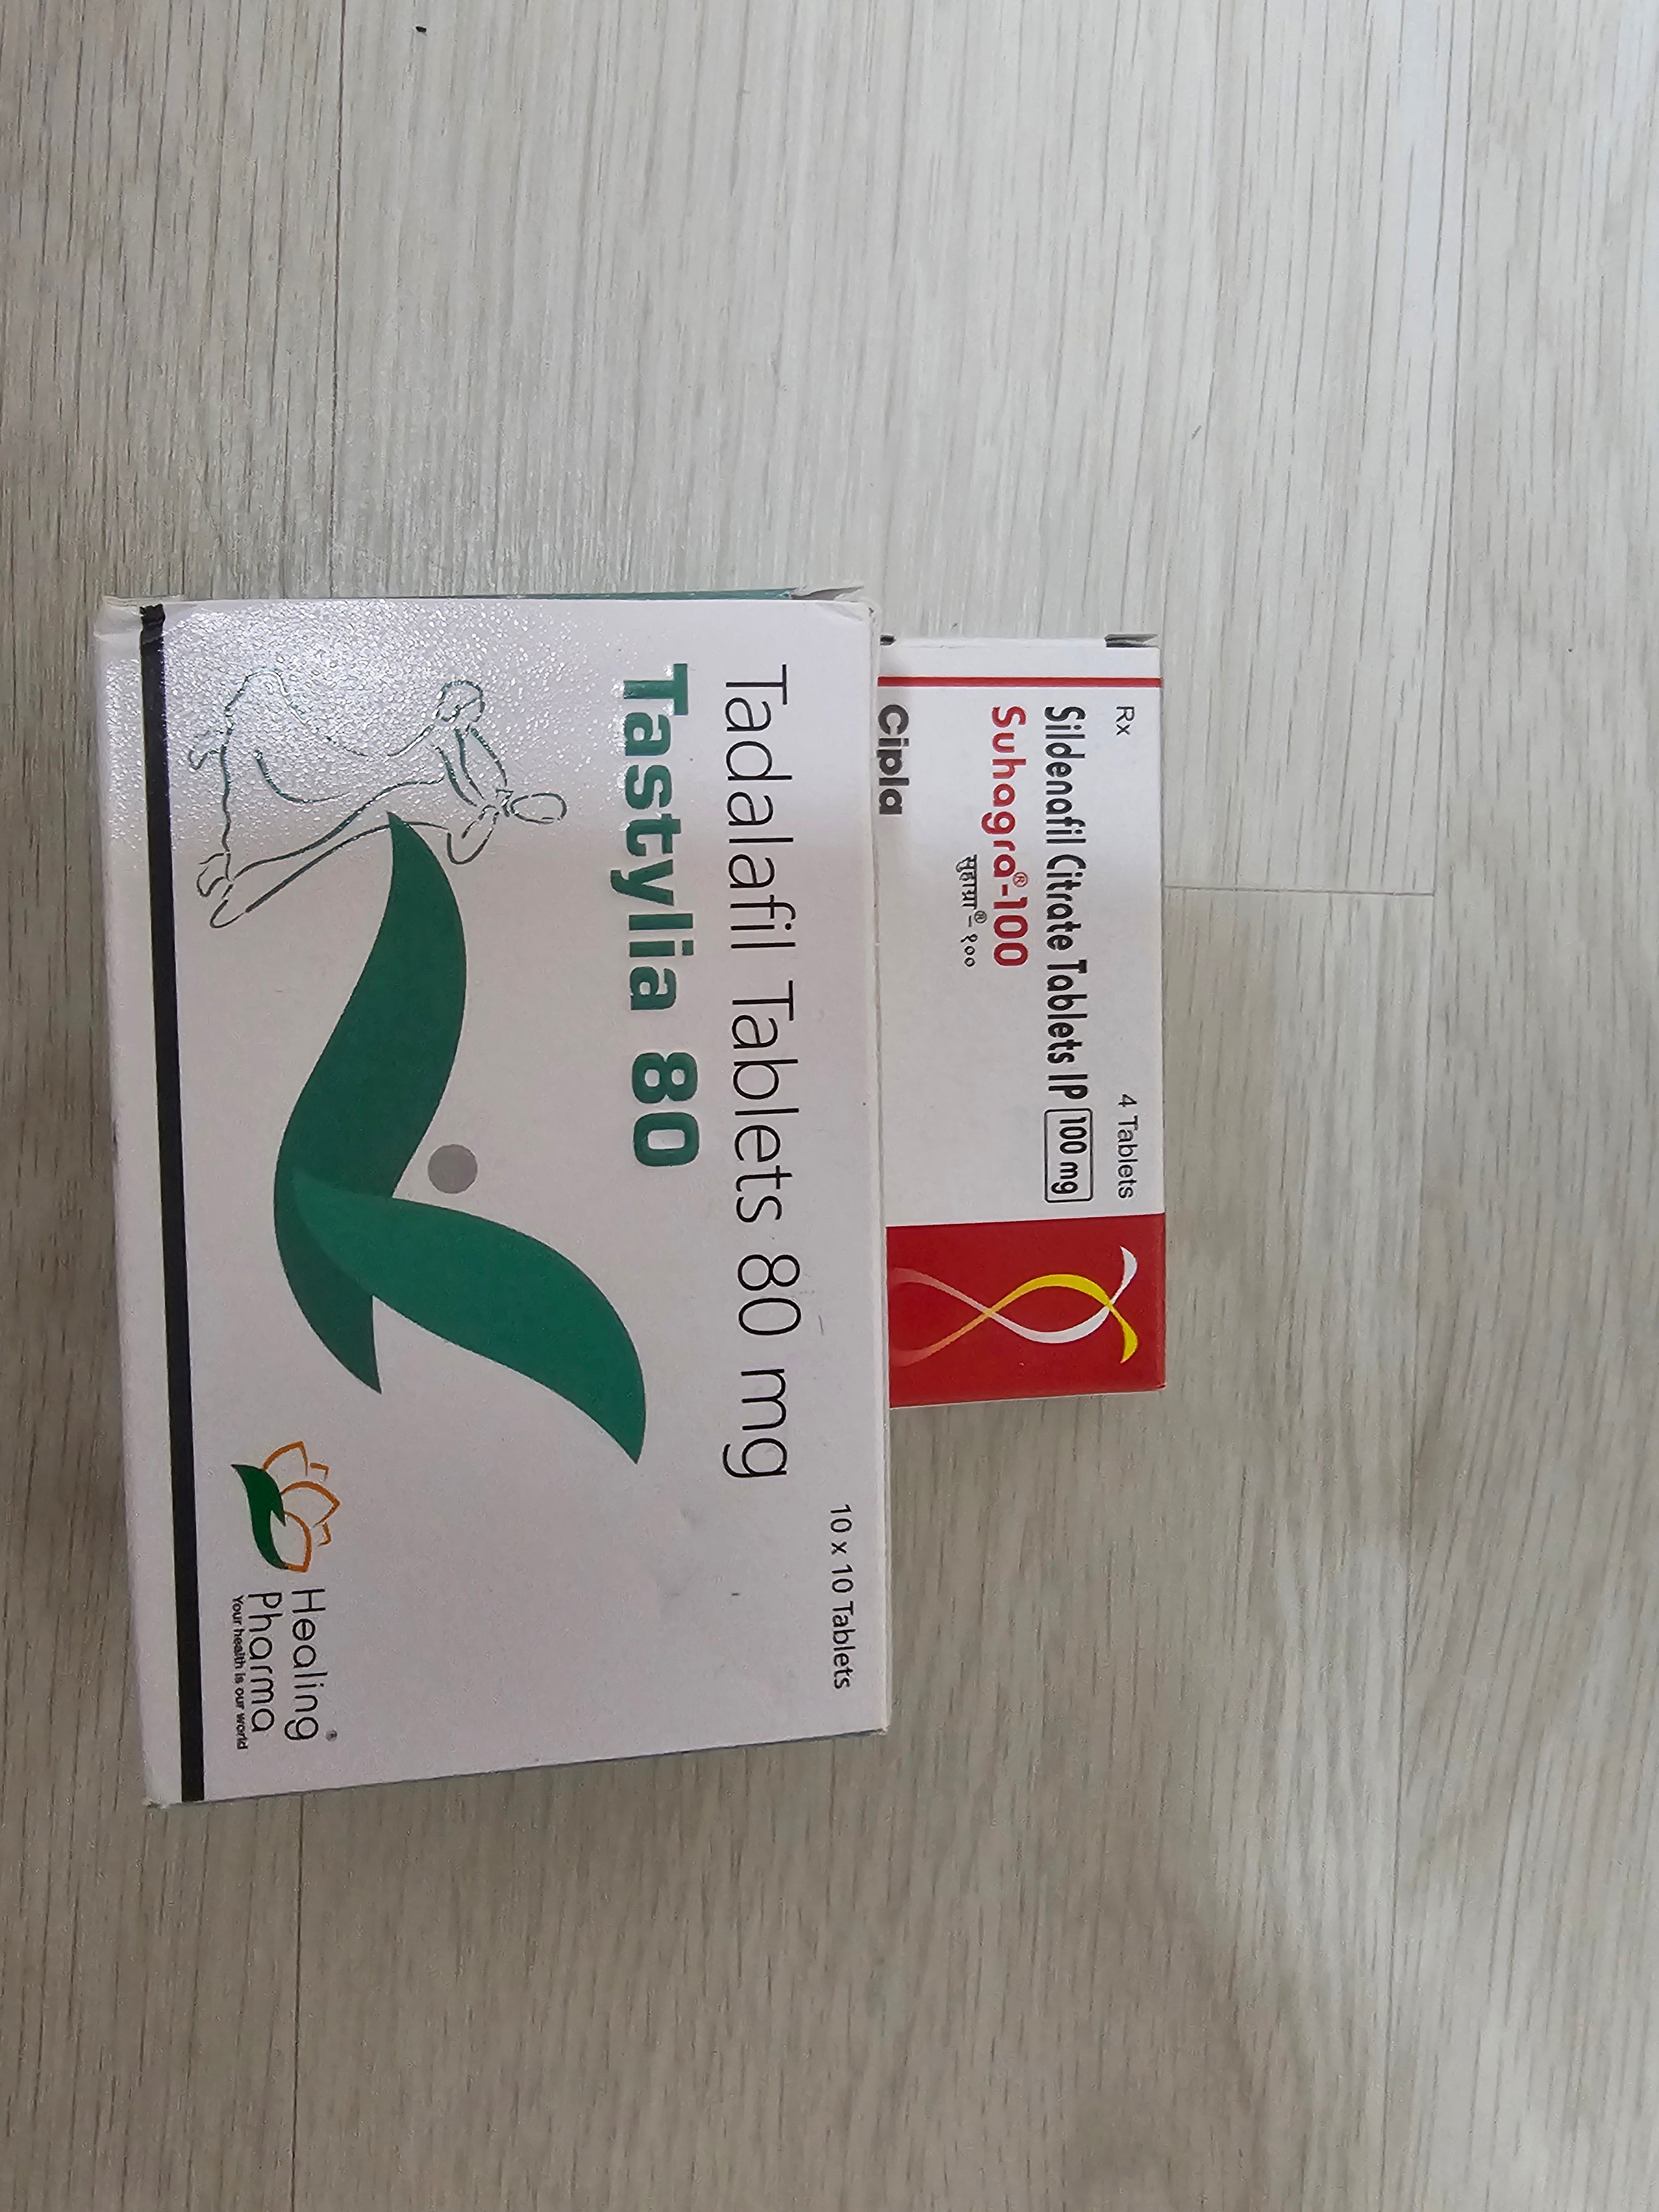 Rx
4 Tablets
Sildenafil Citrate Tablets IP 100 mg
Suhagra®-100
सुहाग्रा®-१००
Cipla
10 x 10 Tablets
Tadalafil Tablets 80 mg
Tastylia 80
Healing®
Pharma
Your health is our world